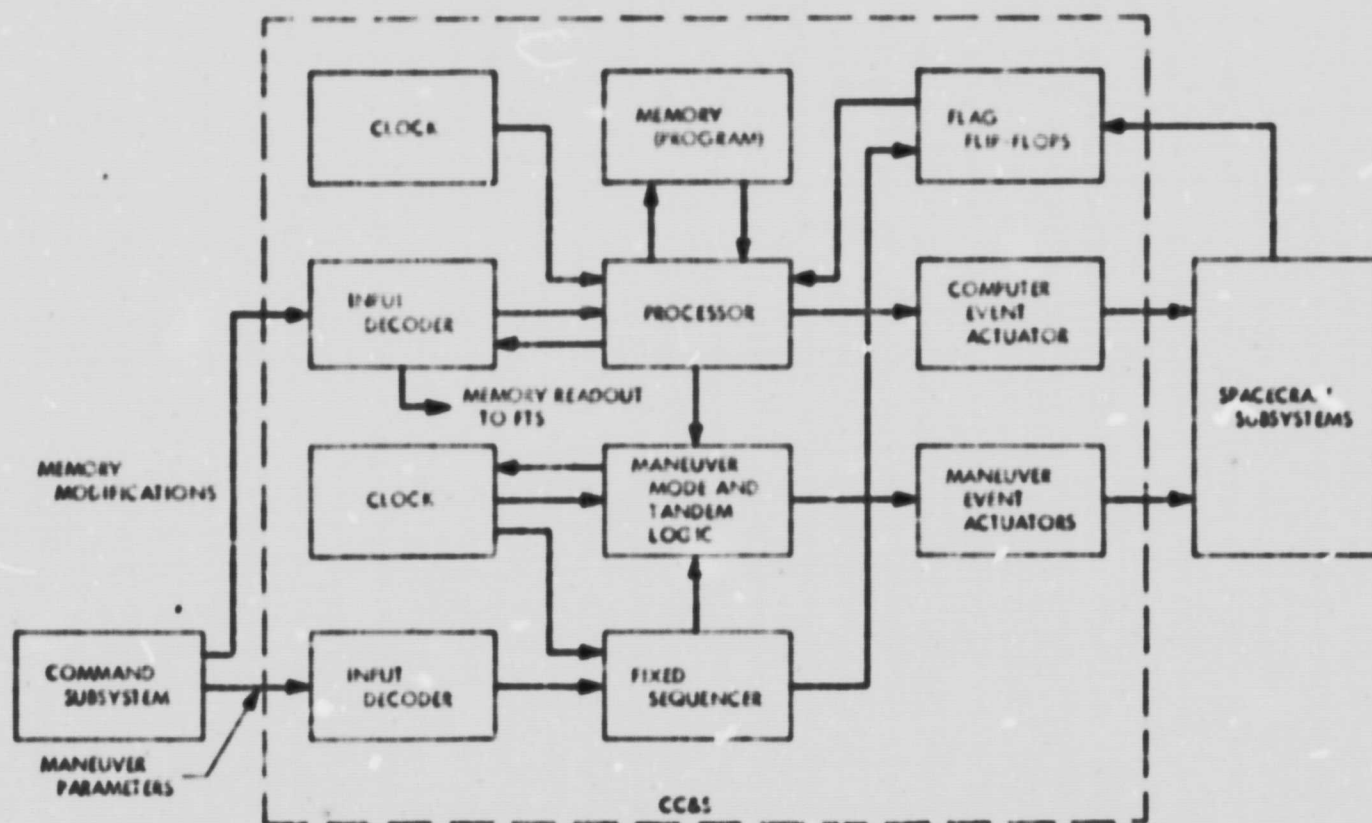 CLOCK
MEMORY
(PROGRAM)
FLAG
FLIP-FLOPS
INPUT
DECODER
PROCESSOR
COMPUTER
EVENT
ACTUATOR
MEMORY READOUT
TO FTS
SPACECRA
SUBSYSTEMS
MEMORY
MODIFICATIONS
CLOCK
MANEUVER
MODE AND
TANDEM
LOGIC
MANEUVER
EVENT
ACTUATORS
COMMAND
SUBSYSTEM
INPUT
DECODER
FIXED
SEQUENCER
MANEUVER
PARAMETERS
CC&S